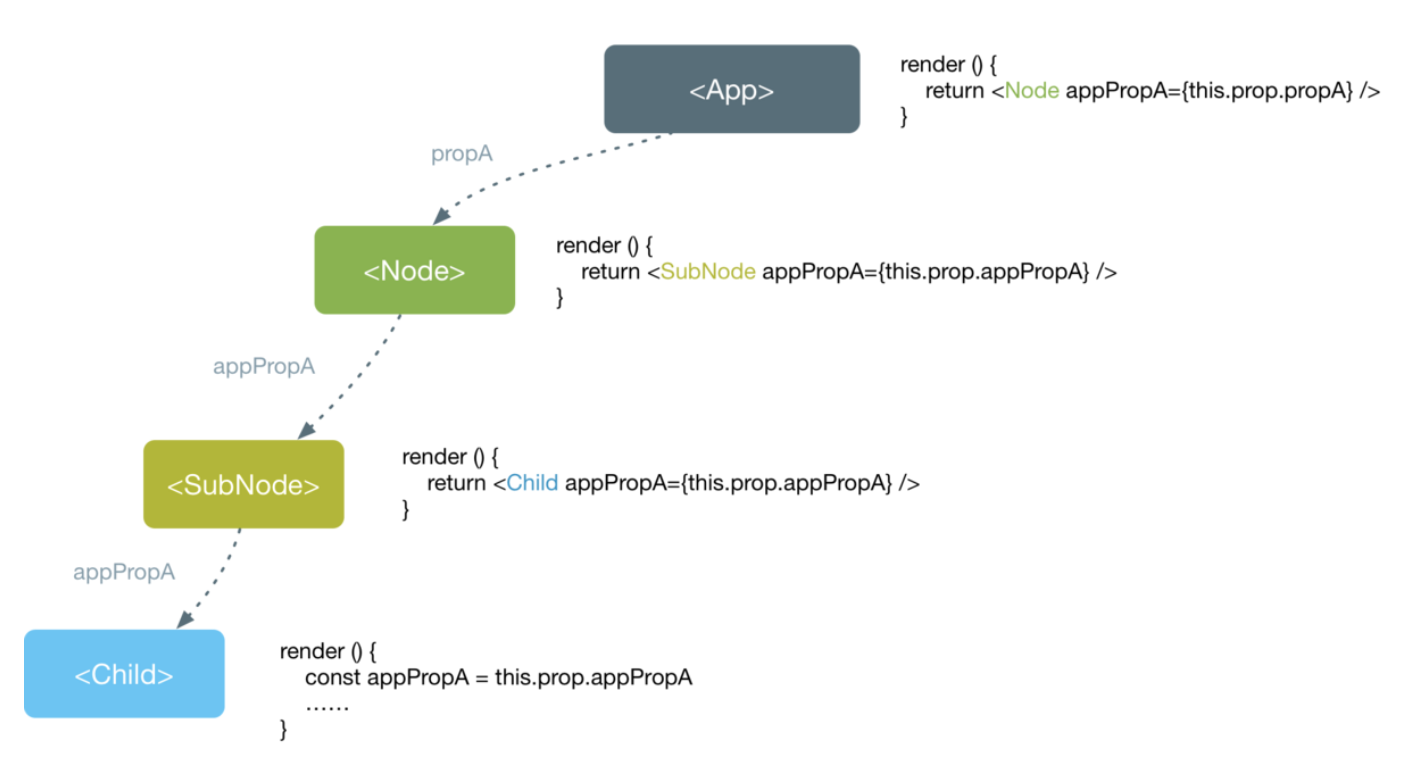 <App>
render () {
return <Node appPropA={this.prop.propA} />
}
propA
<Node>
render () {
return <SubNode appPropA={this.prop.appPropA} />
}
appPropA
<SubNode>
render () {
return <Child appPropA={this.prop.appPropA} />
}
appPropA
<Child>
render () {
const appPropA = this.prop.appPropA
……
}